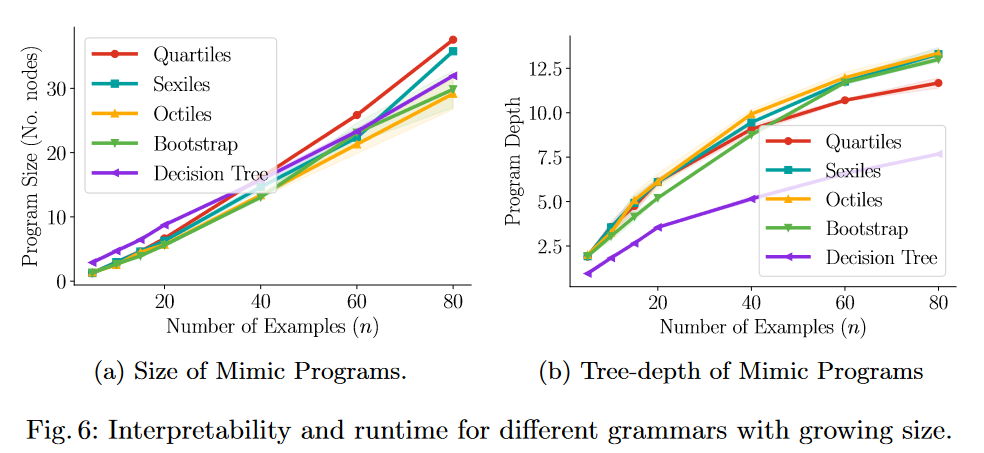 Program Size (No. nodes)
30
20
10
0
Quartiles
Sexiles
Octiles
Bootstrap
Decision Tree
20 40 60 80
Number of Examples (n)
(a) Size of Mimic Programs.
Program Depth
12.5
10.0
7.5
5.0
2.5
Quartiles
Sexiles
Octiles
Bootstrap
Decision Tree
20 40 60 80
Number of Examples (n)
(b) Tree-depth of Mimic Programs
Fig. 6: Interpretability and runtime for different grammars with growing size.